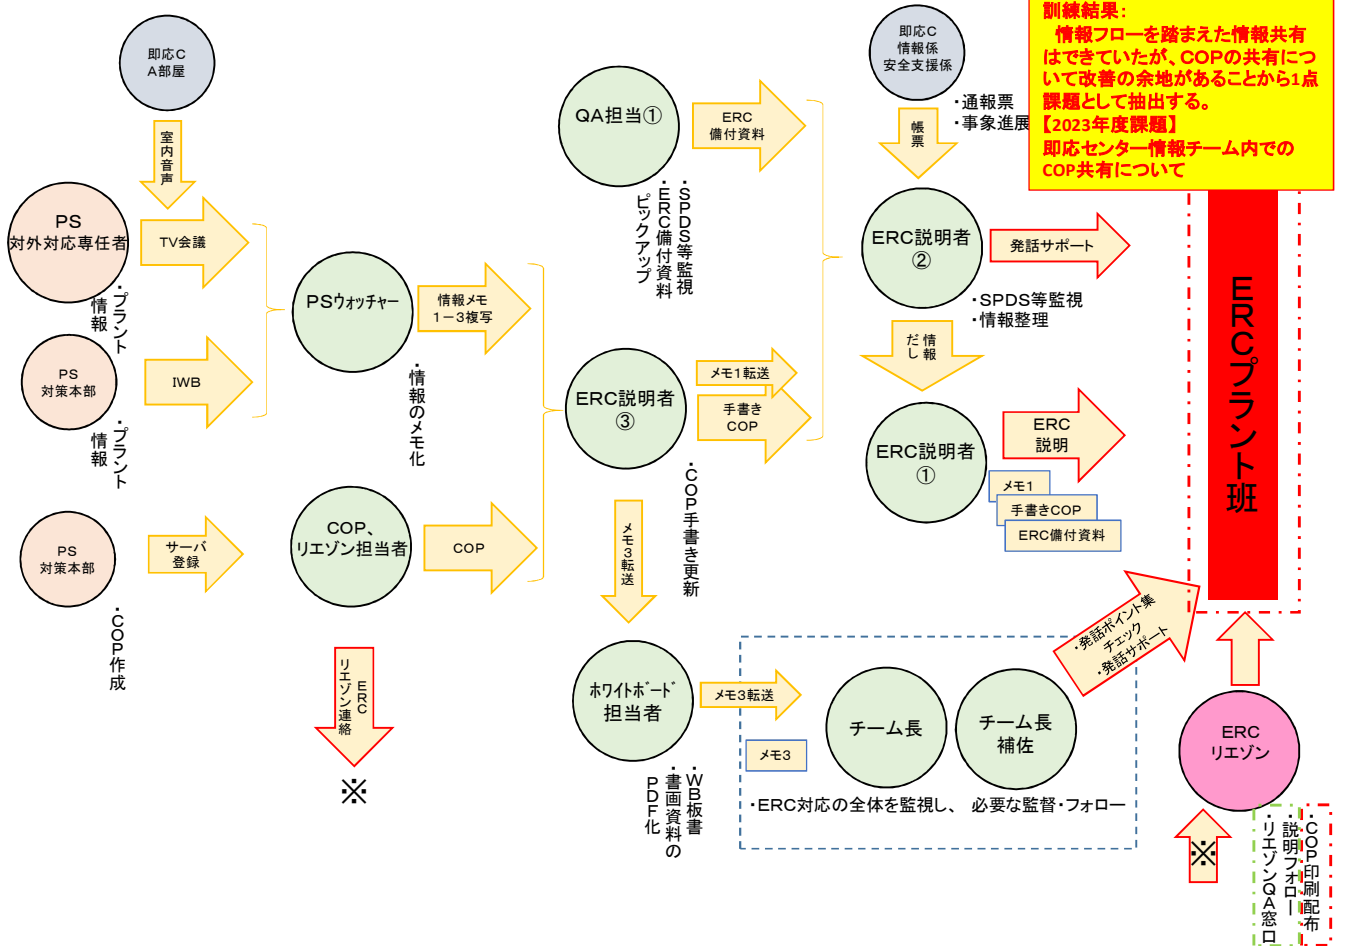 訓練結果：
情報フローを踏まえた情報共有
はできていたが、COPの共有につ
いて改善の余地があることから1点
課題として抽出する。
【2023年度課題】
即応センター情報チーム内での
COP共有について
即応C
A部屋
室内音声
PS
対外対応専任者
・プラント
情報
TV会議
PS
対策本部
・プラント
情報
IWB
PS
対策本部
・COP作成
サーバ
登録
PSウォッチャー
・情報のメモ化
情報メモ
1－3複写
COP、
リエゾン担当者
COP
ERC
リエゾン連絡
※
QA担当①
・SPDS等監視
・ERC備付資料
ピックアップ
ERC
備付資料
ERC説明者
③
・COP手書き更新
メモ1転送
手書き
COP
メモ3転送
ホワイトボード
担当者
・WB板書
・書画資料の
PDF化
メモ3転送
メモ3
チーム長
チーム長
補佐
・ERC対応の全体を監視し、 必要な監督・フォロー
・発話ポイント集
チェック
・発話サポート
即応C
情報係
安全支援係
・通報票
・事象進展
帳票
ERC説明者
②
・SPDS等監視
・情報整理
発話サポート
情報
だし
ERC説明者
①
ERC
説明
メモ1
手書きCOP
ERC備付資料
ERCプラント班
ERC
リエゾン
※
・COP印刷配布
・説明フォロー
・リエゾンQA窓口